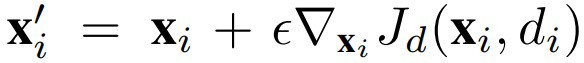 x′ᵢ = xᵢ + ϵ∇ₓᵢ J_d(xᵢ, dᵢ)